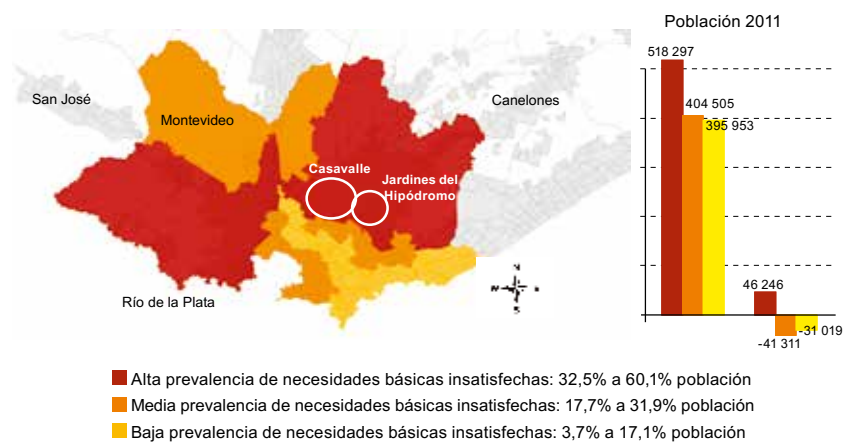 Población 2011
518 297
404 505
395 953
46 246
-41 311
-31 019
San José
Montevideo
Canelones
Casavalle
Jardines del
Hipódromo
Río de la Plata
N
S
Alta prevalencia de necesidades básicas insatisfechas: 32,5% a 60,1% población
Media prevalencia de necesidades básicas insatisfechas: 17,7% a 31,9% población
Baja prevalencia de necesidades básicas insatisfechas: 3,7% a 17,1% población